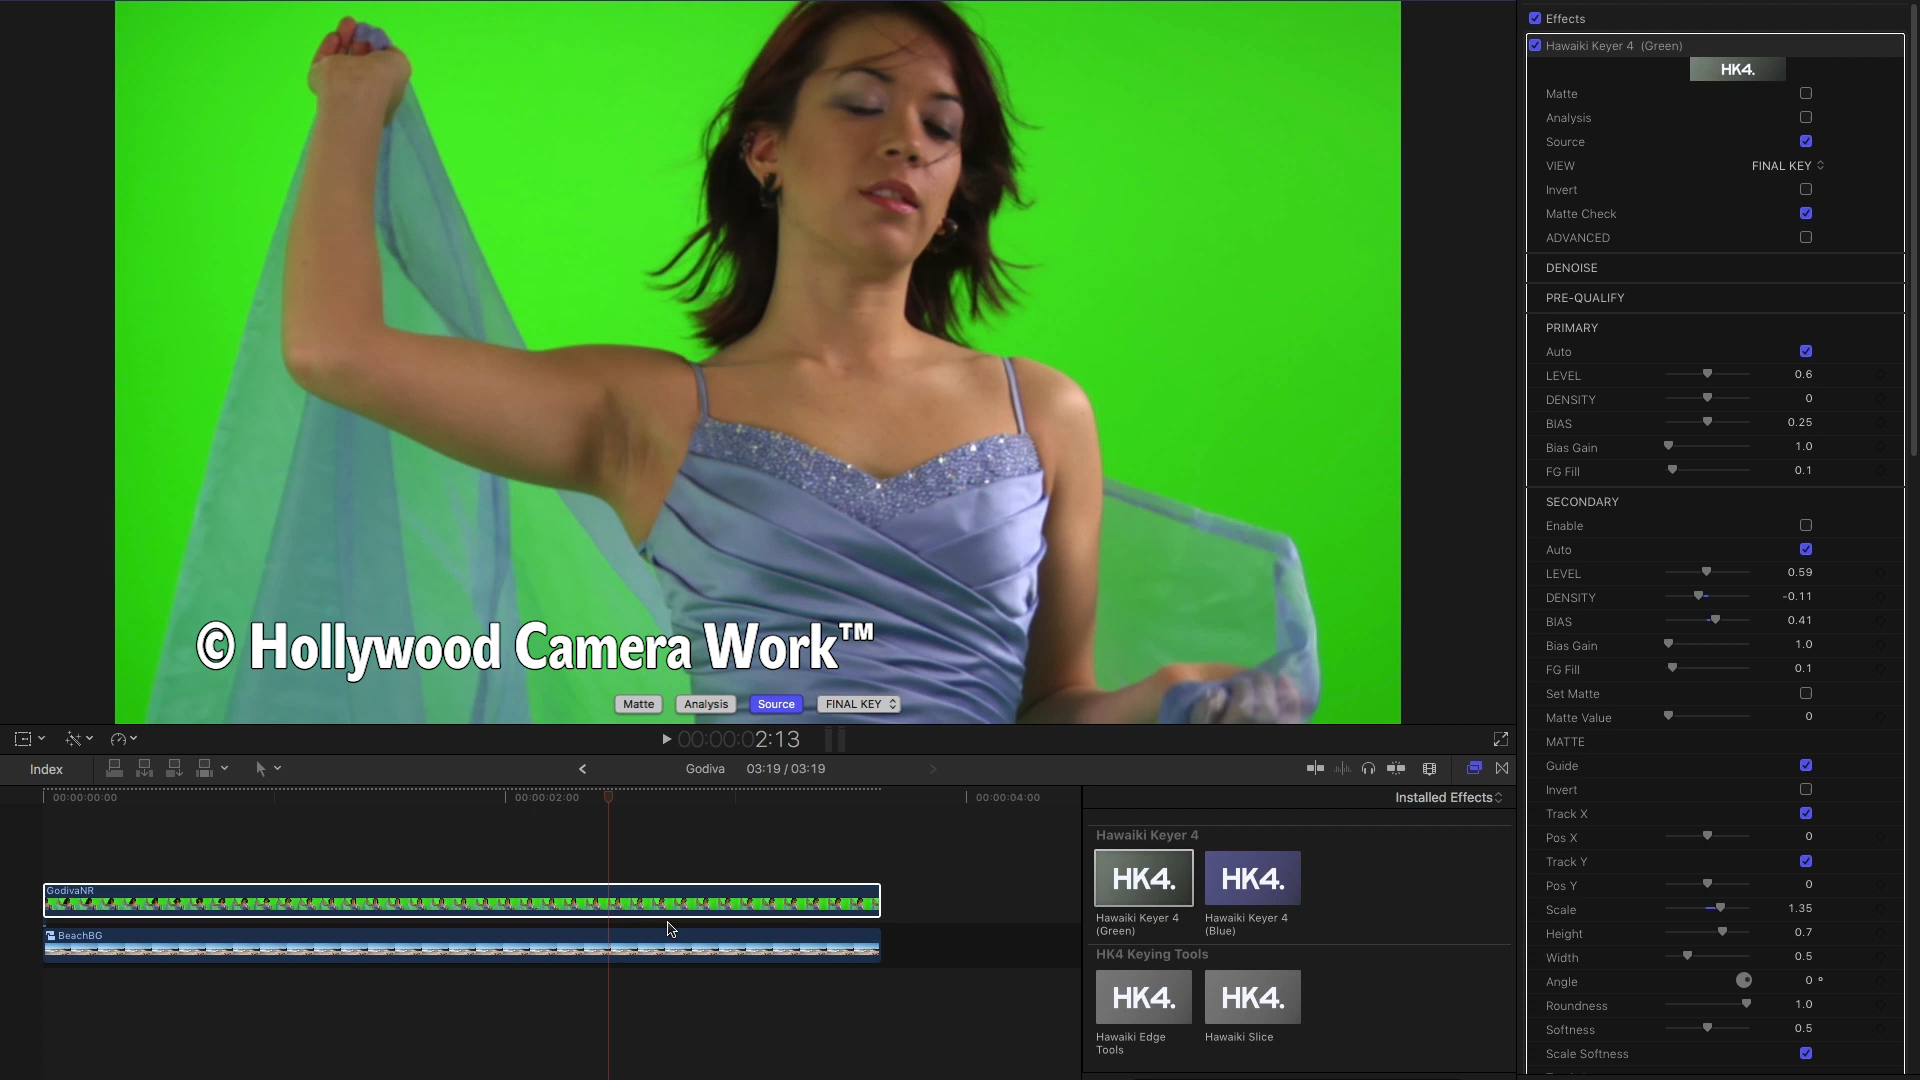 © Hollywood Camera Work™
Matte
Analysis
Source
FINAL KEY
00:00:02:13
Index
Godiva
03:19 / 03:19
00:00:00:00
00:00:02:00
00:00:04:00
GodivaNR
BeachBG
Installed Effects
Hawaiki Keyer 4
HK4.
HK4.
Hawaiki Keyer 4
(Green)
Hawaiki Keyer 4
(Blue)
HK4 Keying Tools
HK4.
HK4.
Hawaiki Edge
Tools
Hawaiki Slice
Effects
Hawaiki Keyer 4 (Green)
HK4.
Matte
Analysis
Source
VIEW FINAL KEY
Invert
Matte Check
ADVANCED
DENOISE
PRE-QUALIFY
PRIMARY
Auto
LEVEL 0.6
DENSITY 0
BIAS 0.25
Bias Gain 1.0
FG Fill 0.1
SECONDARY
Enable
Auto
LEVEL 0.59
DENSITY -0.11
BIAS 0.41
Bias Gain 1.0
FG Fill 0.1
Set Matte
Matte Value 0
MATTE
Guide
Invert
Track X
Pos X 0
Track Y
Pos Y 0
Scale 1.35
Height 0.7
Width 0.5
Angle 0 °
Roundness 1.0
Softness 0.5
Scale Softness